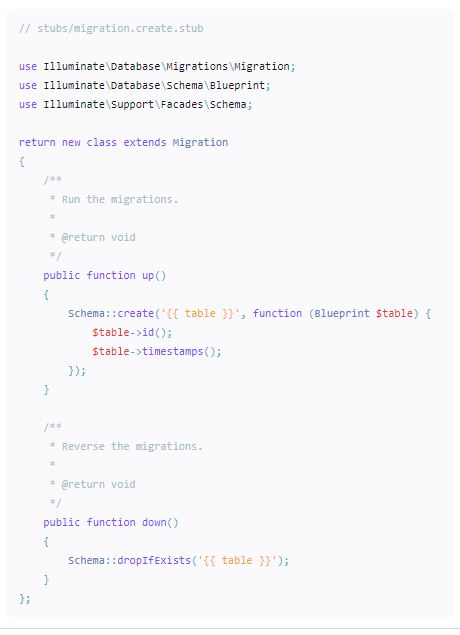 // stubs/migration.create.stub

use Illuminate\Database\Migrations\Migration;
use Illuminate\Database\Schema\Blueprint;
use Illuminate\Support\Facades\Schema;

return new class extends Migration
{
    /**
     * Run the migrations.
     *
     * @return void
     */
    public function up()
    {
        Schema::create('{{ table }}', function (Blueprint $table) {
            $table->id();
            $table->timestamps();
        });
    }

    /**
     * Reverse the migrations.
     *
     * @return void
     */
    public function down()
    {
        Schema::dropIfExists('{{ table }}');
    }
};